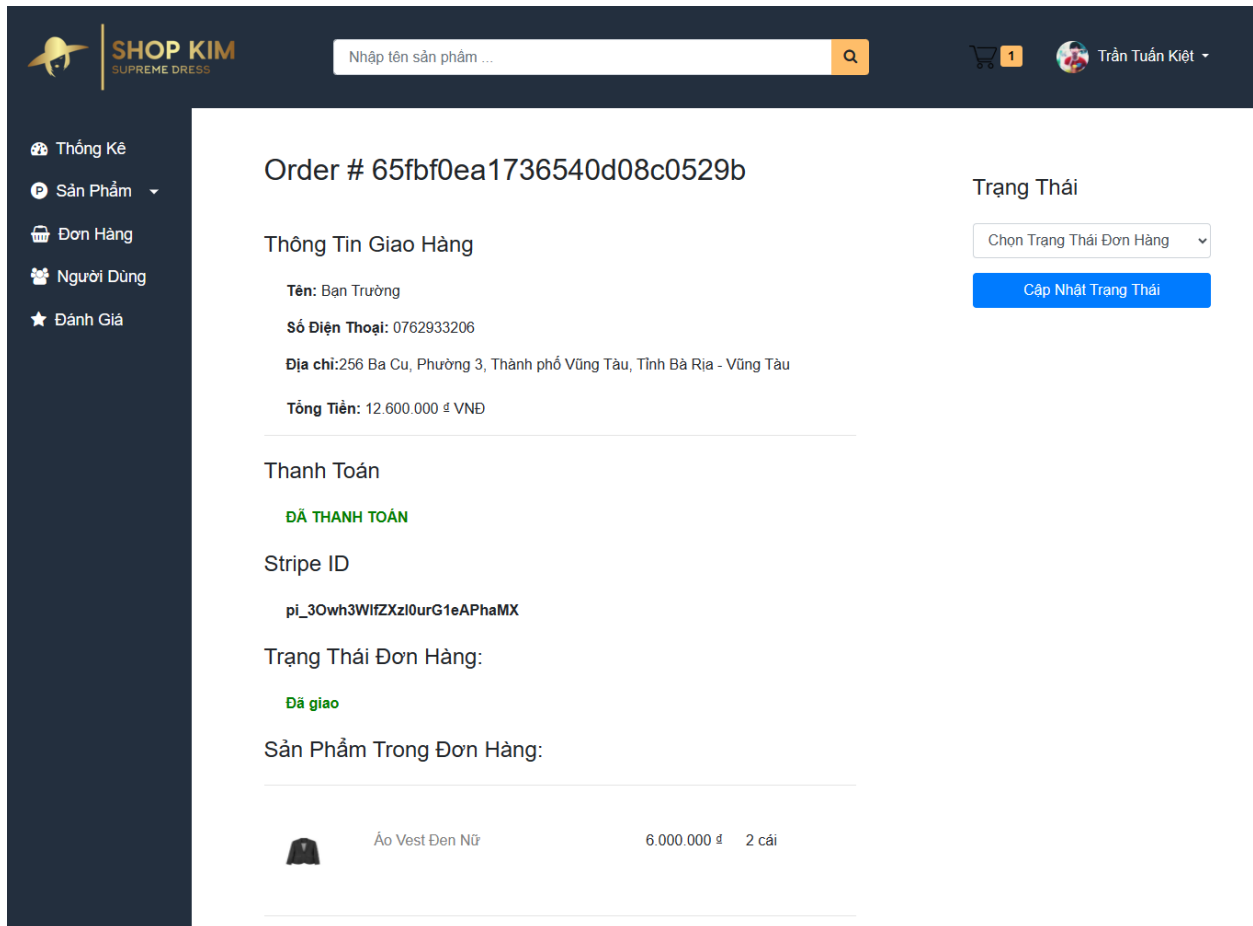 SHOP KIM
SUPREME DRESS
Nhập tên sản phẩm ...
1
Trần Tuấn Kiệt
Thống Kê
Sản Phẩm
Đơn Hàng
Người Dùng
Đánh Giá
Order # 65fbf0ea1736540d08c0529b
Thông Tin Giao Hàng
Tên: Bạn Trường
Số Điện Thoại: 0762933206
Địa chỉ:256 Ba Cu, Phường 3, Thành phố Vũng Tàu, Tỉnh Bà Rịa - Vũng Tàu
Tổng Tiền: 12.600.000 ₫ VNĐ
Thanh Toán
ĐÃ THANH TOÁN
Stripe ID
pi_3Owh3WIfZXzI0urG1eAPhaMX
Trạng Thái Đơn Hàng:
Đã giao
Sản Phẩm Trong Đơn Hàng:
Áo Vest Đen Nữ 6.000.000 ₫ 2 cái
Trạng Thái
Chọn Trạng Thái Đơn Hàng
Cập Nhật Trạng Thái